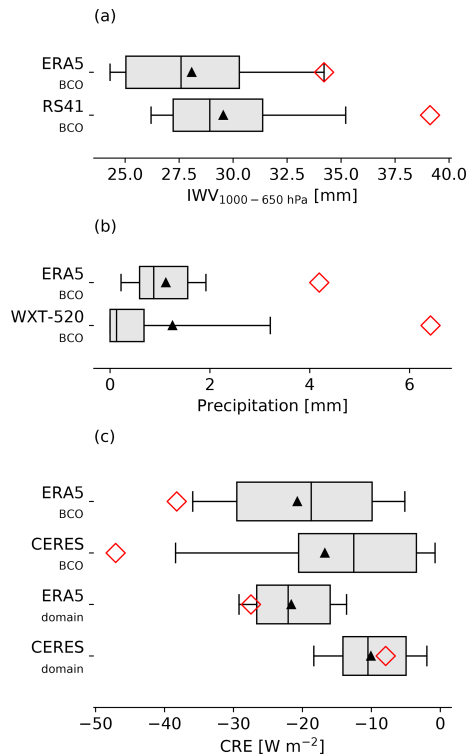 (a)
ERA5
BCO
RS41
BCO
25.0 27.5 30.0 32.5 35.0 37.5 40.0
IWV1000 − 650 hPa [mm]
(b)
ERA5
BCO
WXT-520
BCO
0 2 4 6
Precipitation [mm]
(c)
ERA5
BCO
CERES
BCO
ERA5
domain
CERES
domain
−50 −40 −30 −20 −10 0
CRE [W m⁻²]